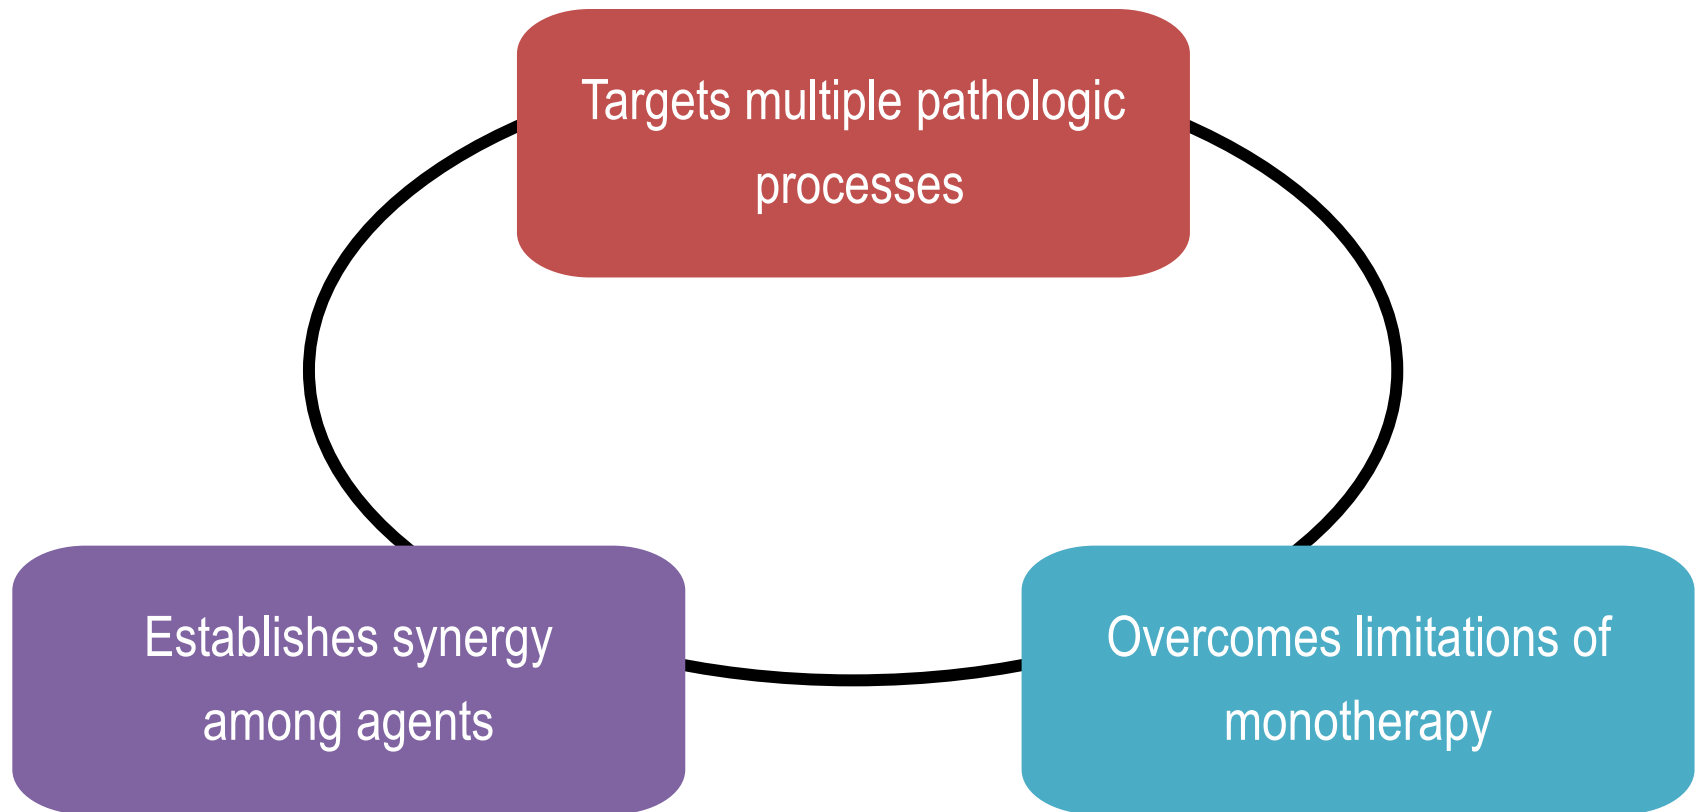 Targets multiple pathologic
processes
Establishes synergy
among agents
Overcomes limitations of
monotherapy